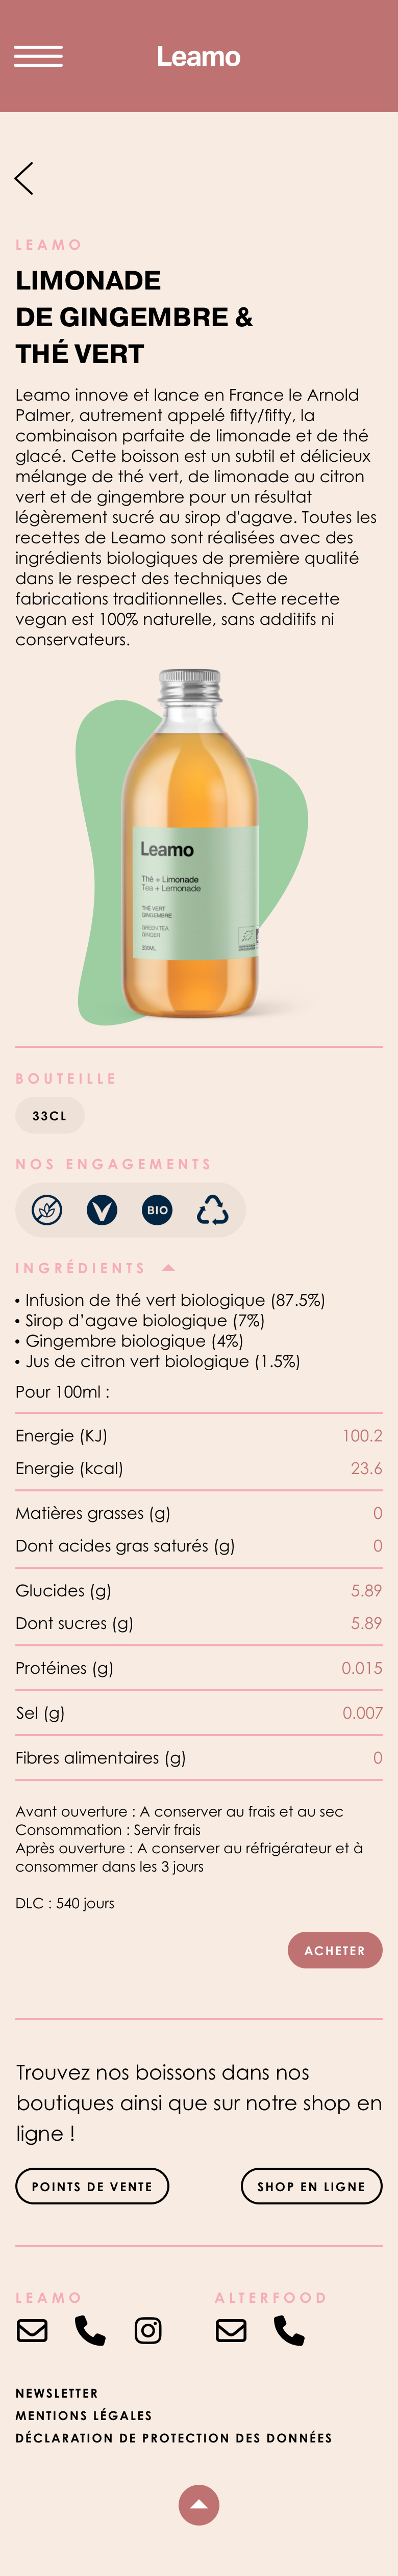 Leamo
LEAMO
LIMONADE
DE GINGEMBRE &
THÉ VERT
Leamo innove et lance en France le Arnold
Palmer, autrement appelé fifty/fifty, la
combinaison parfaite de limonade et de thé
glacé. Cette boisson est un subtil et délicieux
mélange de thé vert, de limonade au citron
vert et de gingembre pour un résultat
légèrement sucré au sirop d'agave. Toutes les
recettes de Leamo sont réalisées avec des
ingrédients biologiques de première qualité
dans le respect des techniques de
fabrications traditionnelles. Cette recette
vegan est 100% naturelle, sans additifs ni
conservateurs.
Leamo
Thé + Limonade
Tea + Lemonade
THÉ VERT
GINGEMBRE
GREEN TEA
GINGER
330ML
BOUTEILLE
33CL
NOS ENGAGEMENTS
V BIO
INGRÉDIENTS
• Infusion de thé vert biologique (87.5%)
• Sirop d’agave biologique (7%)
• Gingembre biologique (4%)
• Jus de citron vert biologique (1.5%)
Pour 100ml :
Energie (KJ) 100.2
Energie (kcal) 23.6
Matières grasses (g) 0
Dont acides gras saturés (g) 0
Glucides (g) 5.89
Dont sucres (g) 5.89
Protéines (g) 0.015
Sel (g) 0.007
Fibres alimentaires (g) 0
Avant ouverture : A conserver au frais et au sec
Consommation : Servir frais
Après ouverture : A conserver au réfrigérateur et à
consommer dans les 3 jours
DLC : 540 jours
ACHETER
Trouvez nos boissons dans nos
boutiques ainsi que sur notre shop en
ligne !
POINTS DE VENTE SHOP EN LIGNE
LEAMO ALTERFOOD
NEWSLETTER
MENTIONS LÉGALES
DÉCLARATION DE PROTECTION DES DONNÉES